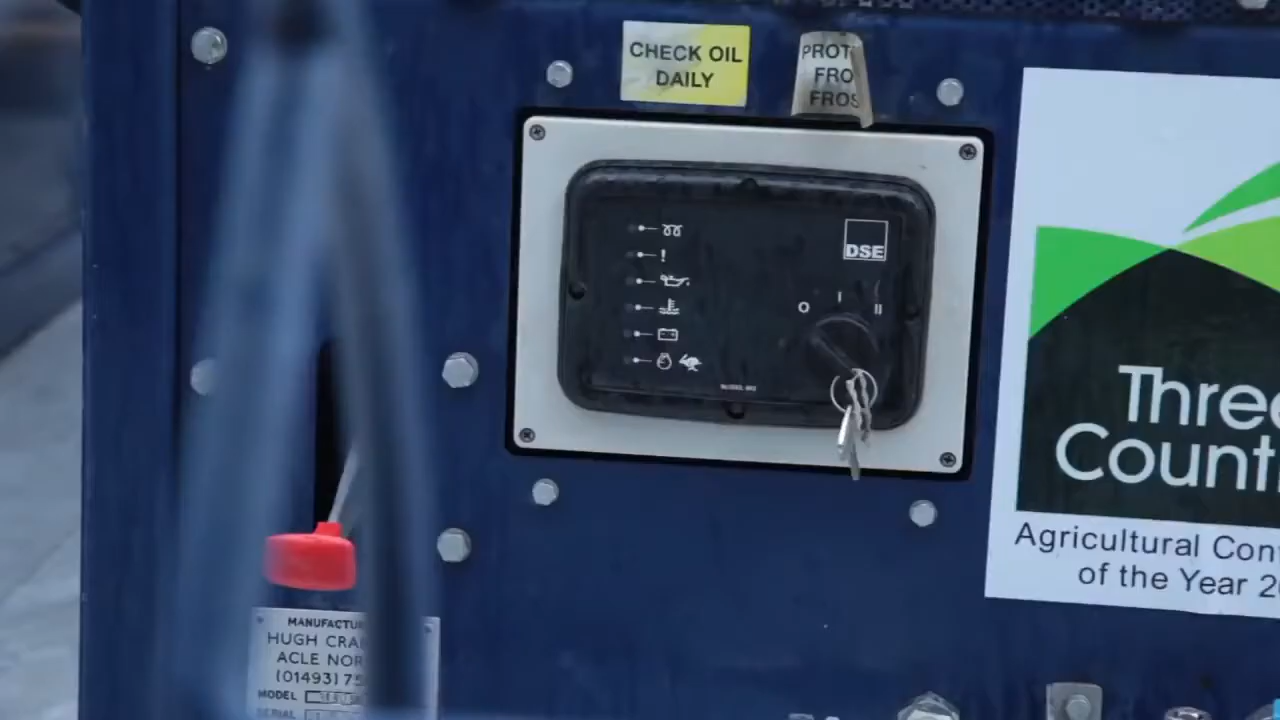 CHECK OIL
DAILY
PROT
FRO
FROS
DSE
O I II
Three
Count
Agricultural Con
of the Year 2
MANUFACTU
HUGH CRA
ACLE NOR
(01493) 75
MODEL
SERIAL